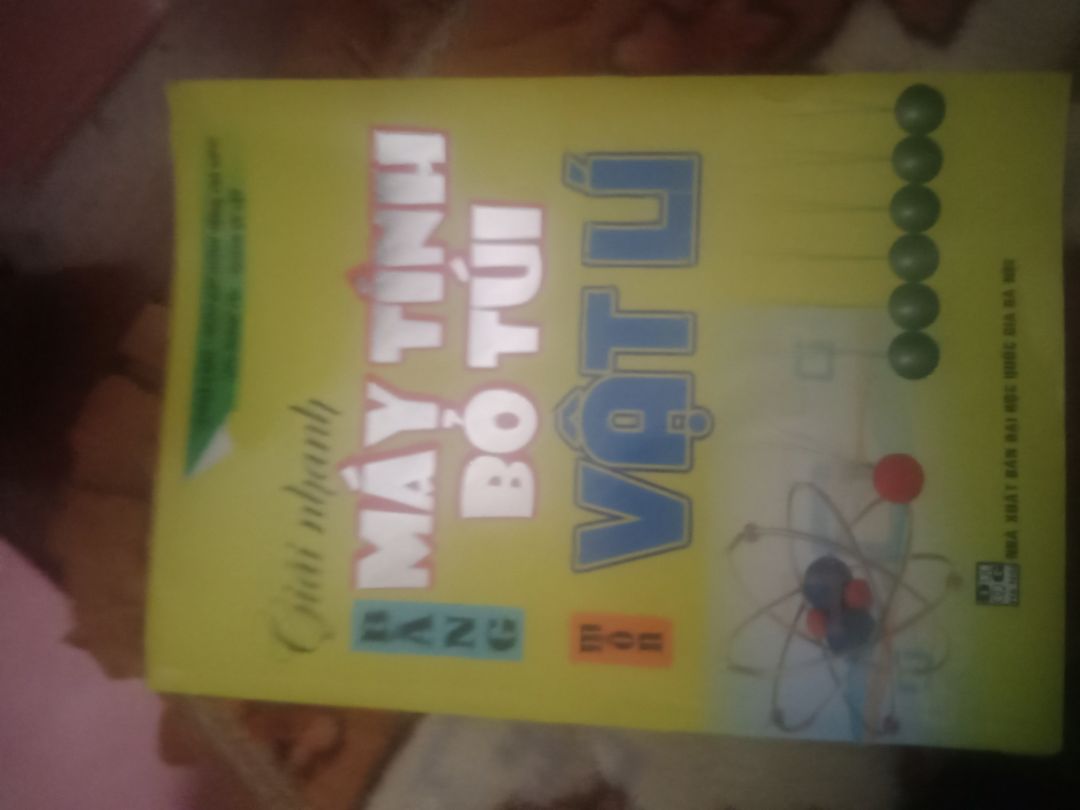 Giải nhanh
BẰNG
MÁY TÍNH
BỎ TÚI
môn
VẬT LÍ
NHÀ XUẤT BẢN ĐẠI HỌC QUỐC GIA HÀ NỘI